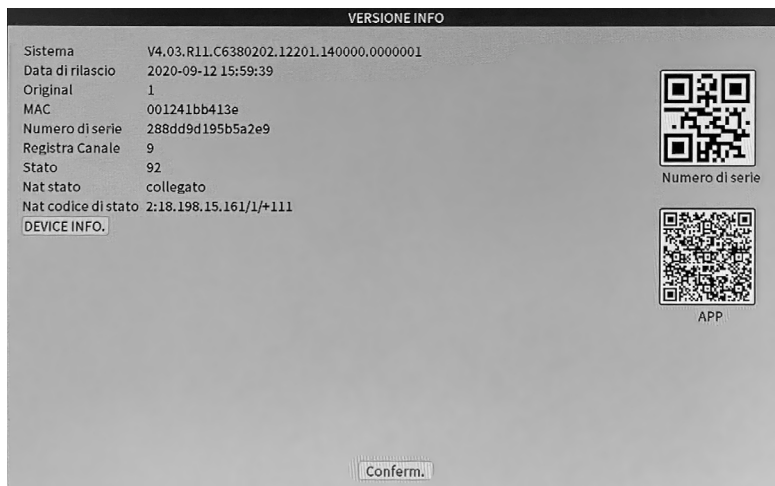 VERSIONE INFO
Sistema V4.03.R11.C6380202.12201.140000.0000001
Data di rilascio 2020-09-12 15:59:39
Original 1
MAC 001241bb413e
Numero di serie 288dd9d195b5a2e9
Registra Canale 9
Stato 92
Nat stato collegato
Nat codice di stato 2:18.198.15.161/1/+111
DEVICE INFO.
Numero di serie
APP
Conferm.